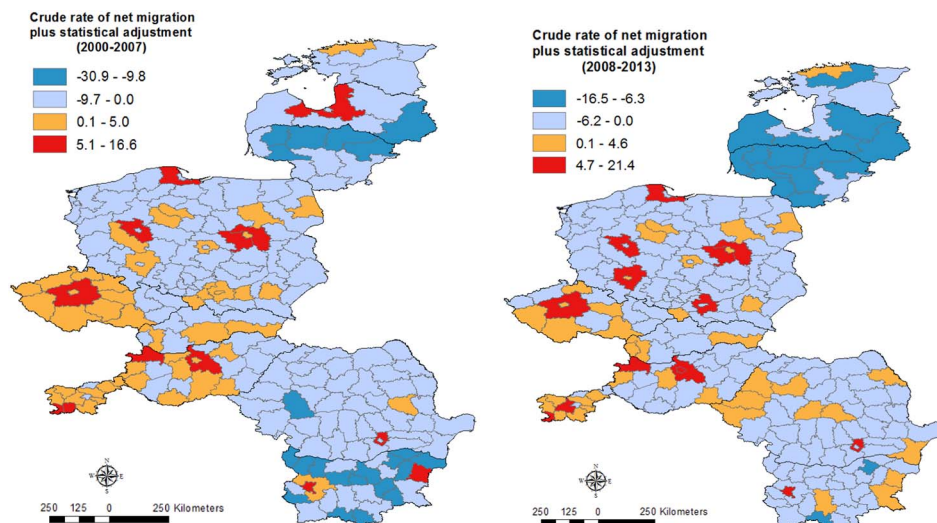 Crude rate of net migration
plus statistical adjustment
(2000-2007)
-30.9 - -9.8
-9.7 - 0.0
0.1 - 5.0
5.1 - 16.6
N
W E
S
250 125 0 250 Kilometers
Crude rate of net migration
plus statistical adjustment
(2008-2013)
-16.5 - -6.3
-6.2 - 0.0
0.1 - 4.6
4.7 - 21.4
N
W E
S
250 125 0 250 Kilometers